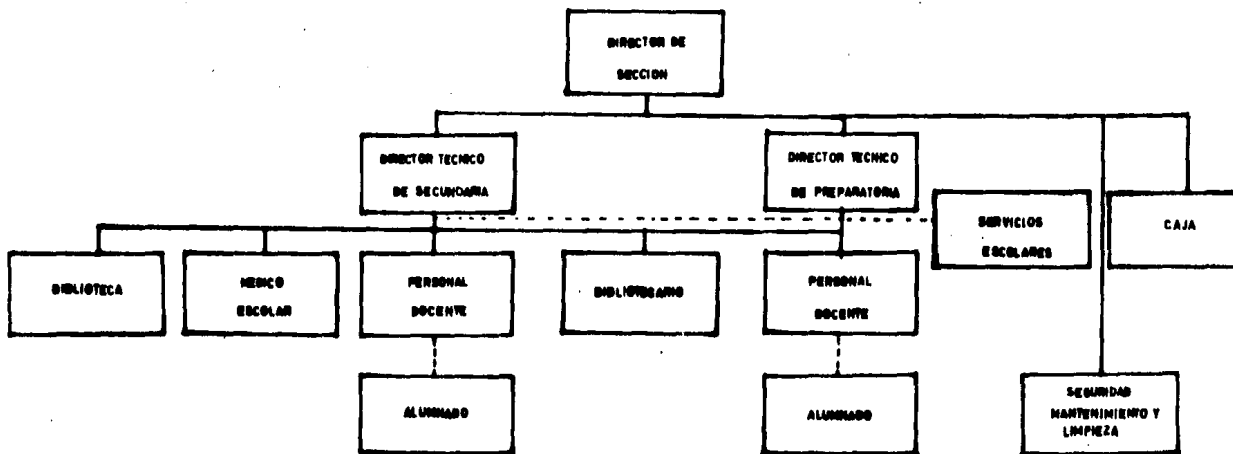 DIRECTOR DE
SECCION
DIRECTOR TECNICO
DE SECUNDARIA
DIRECTOR TECNICO
DE PREPARATORIA
SERVICIOS
ESCOLARES
CAJA
BIBLIOTECA
MEDICO
ESCOLAR
PERSONAL
DOCENTE
PERSONAL
DOCENTE
ALUMNADO
ALUMNADO
SEGURIDAD
MANTENIMIENTO Y
LIMPIEZA